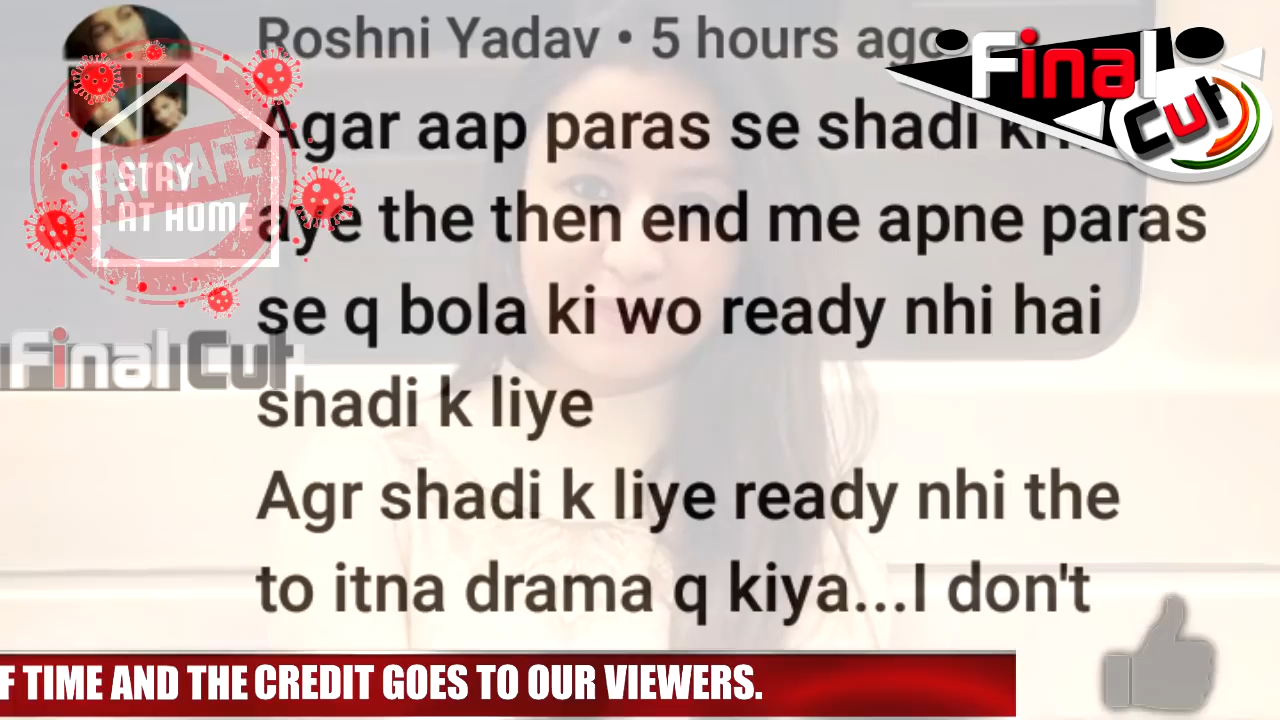 Roshni Yadav • 5 hours ago
Final
Cut
Agar aap paras se shadi
aye the then end me apne paras
se q bola ki wo ready nhi hai
shadi k liye
Agr shadi k liye ready nhi the
to itna drama q kiya...I don't
STAY SAFE
STAY
AT HOME
Final Cut
F TIME AND THE CREDIT GOES TO OUR VIEWERS.